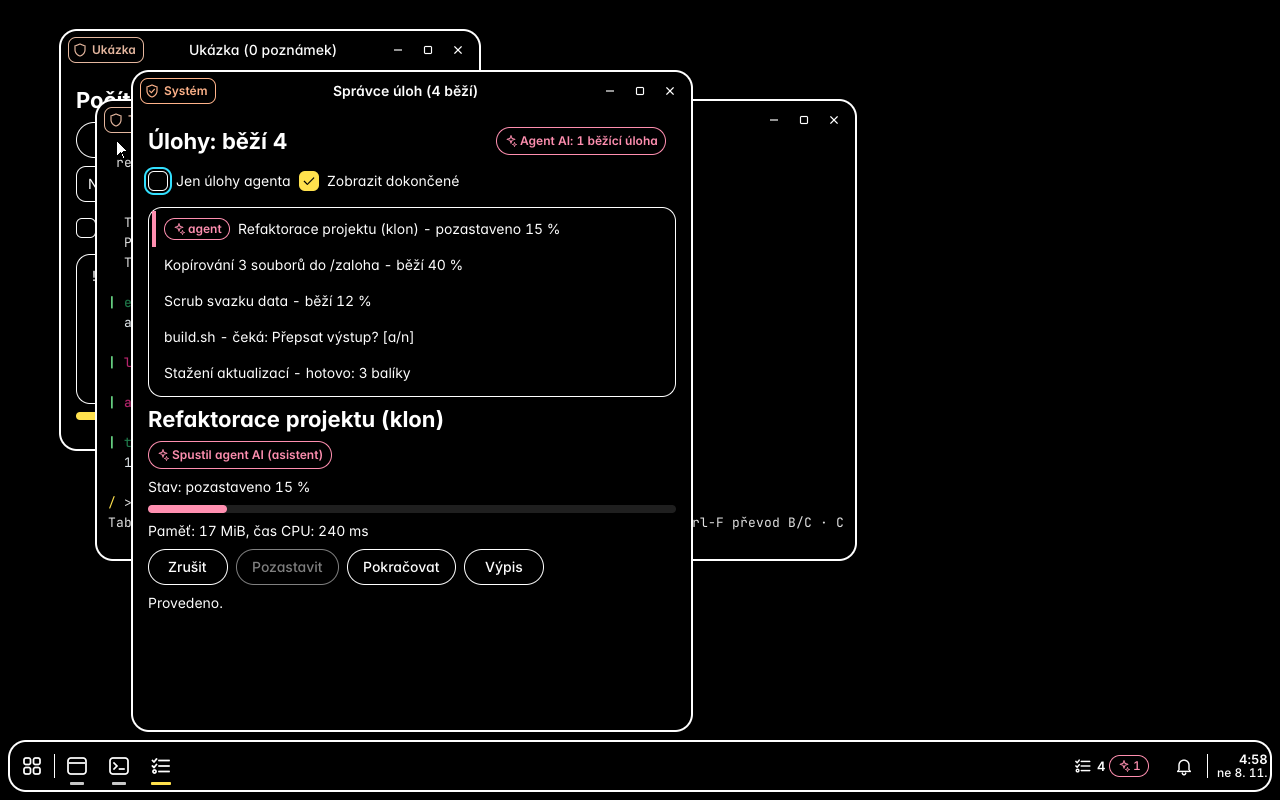 Ukázka
Ukázka (0 poznámek)
Systém
Správce úloh (4 běží)
Úlohy: běží 4
Agent AI: 1 běžící úloha
Jen úlohy agenta
Zobrazit dokončené
agent
Refaktorace projektu (klon) - pozastaveno 15 %
Kopírování 3 souborů do /zaloha - běží 40 %
Scrub svazku data - běží 12 %
build.sh - čeká: Přepsat výstup? [a/n]
Stažení aktualizací - hotovo: 3 balíky
Refaktorace projektu (klon)
Spustil agent AI (asistent)
Stav: pozastaveno 15 %
Paměť: 17 MiB, čas CPU: 240 ms
Zrušit
Pozastavit
Pokračovat
Výpis
Provedeno.
/ >
Tab
rl-F převod B/C · C
4
1
4:58
ne 8. 11.